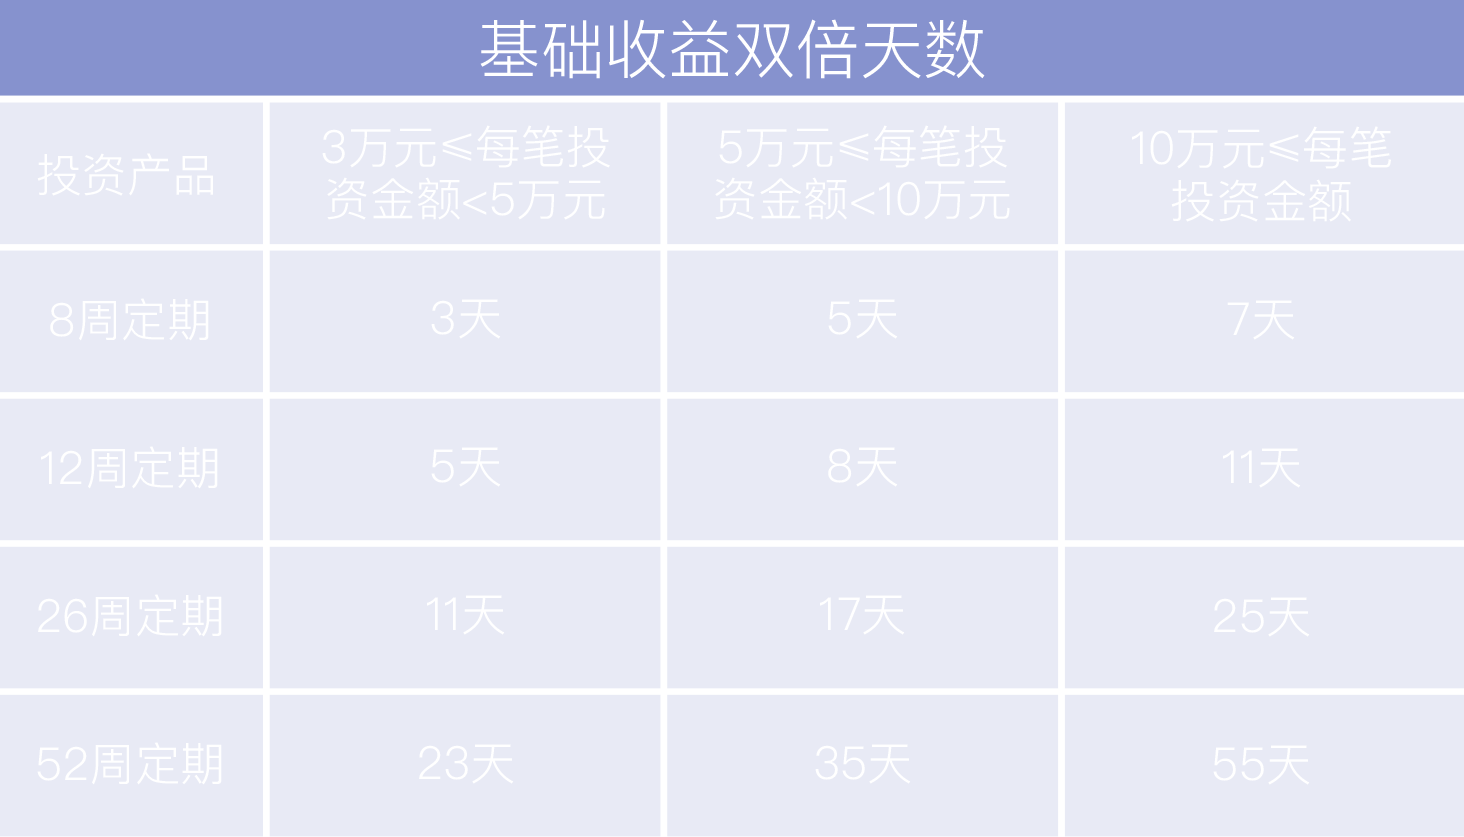 基础收益双倍天数
投资产品
3万元≤每笔投
资金额<5万元
5万元≤每笔投
资金额<10万元
10万元≤每笔
投资金额
8周定期
3天
5天
7天
12周定期
5天
8天
11天
26周定期
11天
17天
25天
52周定期
23天
35天
55天